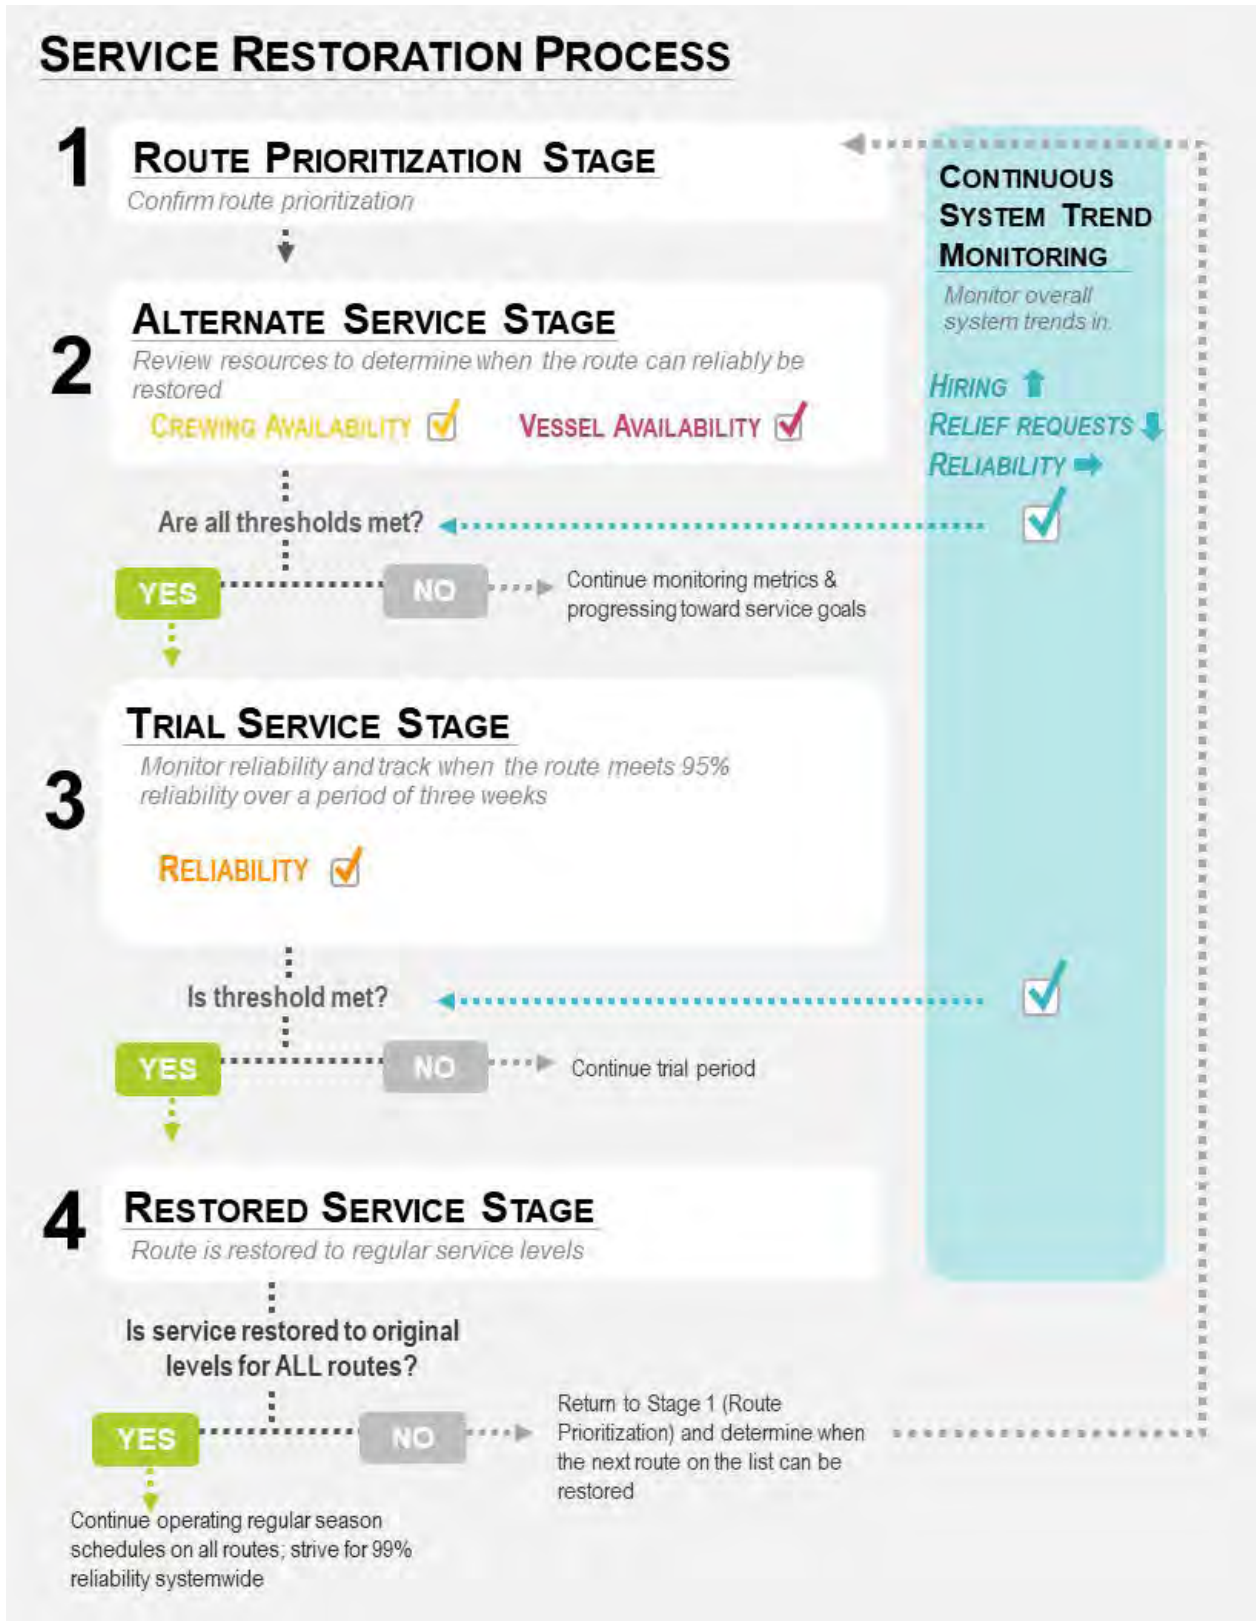 SERVICE RESTORATION PROCESS
1
ROUTE PRIORITIZATION STAGE
Confirm route prioritization
2
ALTERNATE SERVICE STAGE
Review resources to determine when the route can reliably be
restored
CREWING AVAILABILITY
VESSEL AVAILABILITY
Are all thresholds met?
YES
NO
Continue monitoring metrics &
progressing toward service goals
3
TRIAL SERVICE STAGE
Monitor reliability and track when the route meets 95%
reliability over a period of three weeks
RELIABILITY
Is threshold met?
YES
NO
Continue trial period
4
RESTORED SERVICE STAGE
Route is restored to regular service levels
Is service restored to original
levels for ALL routes?
YES
NO
Return to Stage 1 (Route
Prioritization) and determine when
the next route on the list can be
restored
Continue operating regular season
schedules on all routes; strive for 99%
reliability systemwide
CONTINUOUS
SYSTEM TREND
MONITORING
Monitor overall
system trends in.
HIRING
RELIEF REQUESTS
RELIABILITY